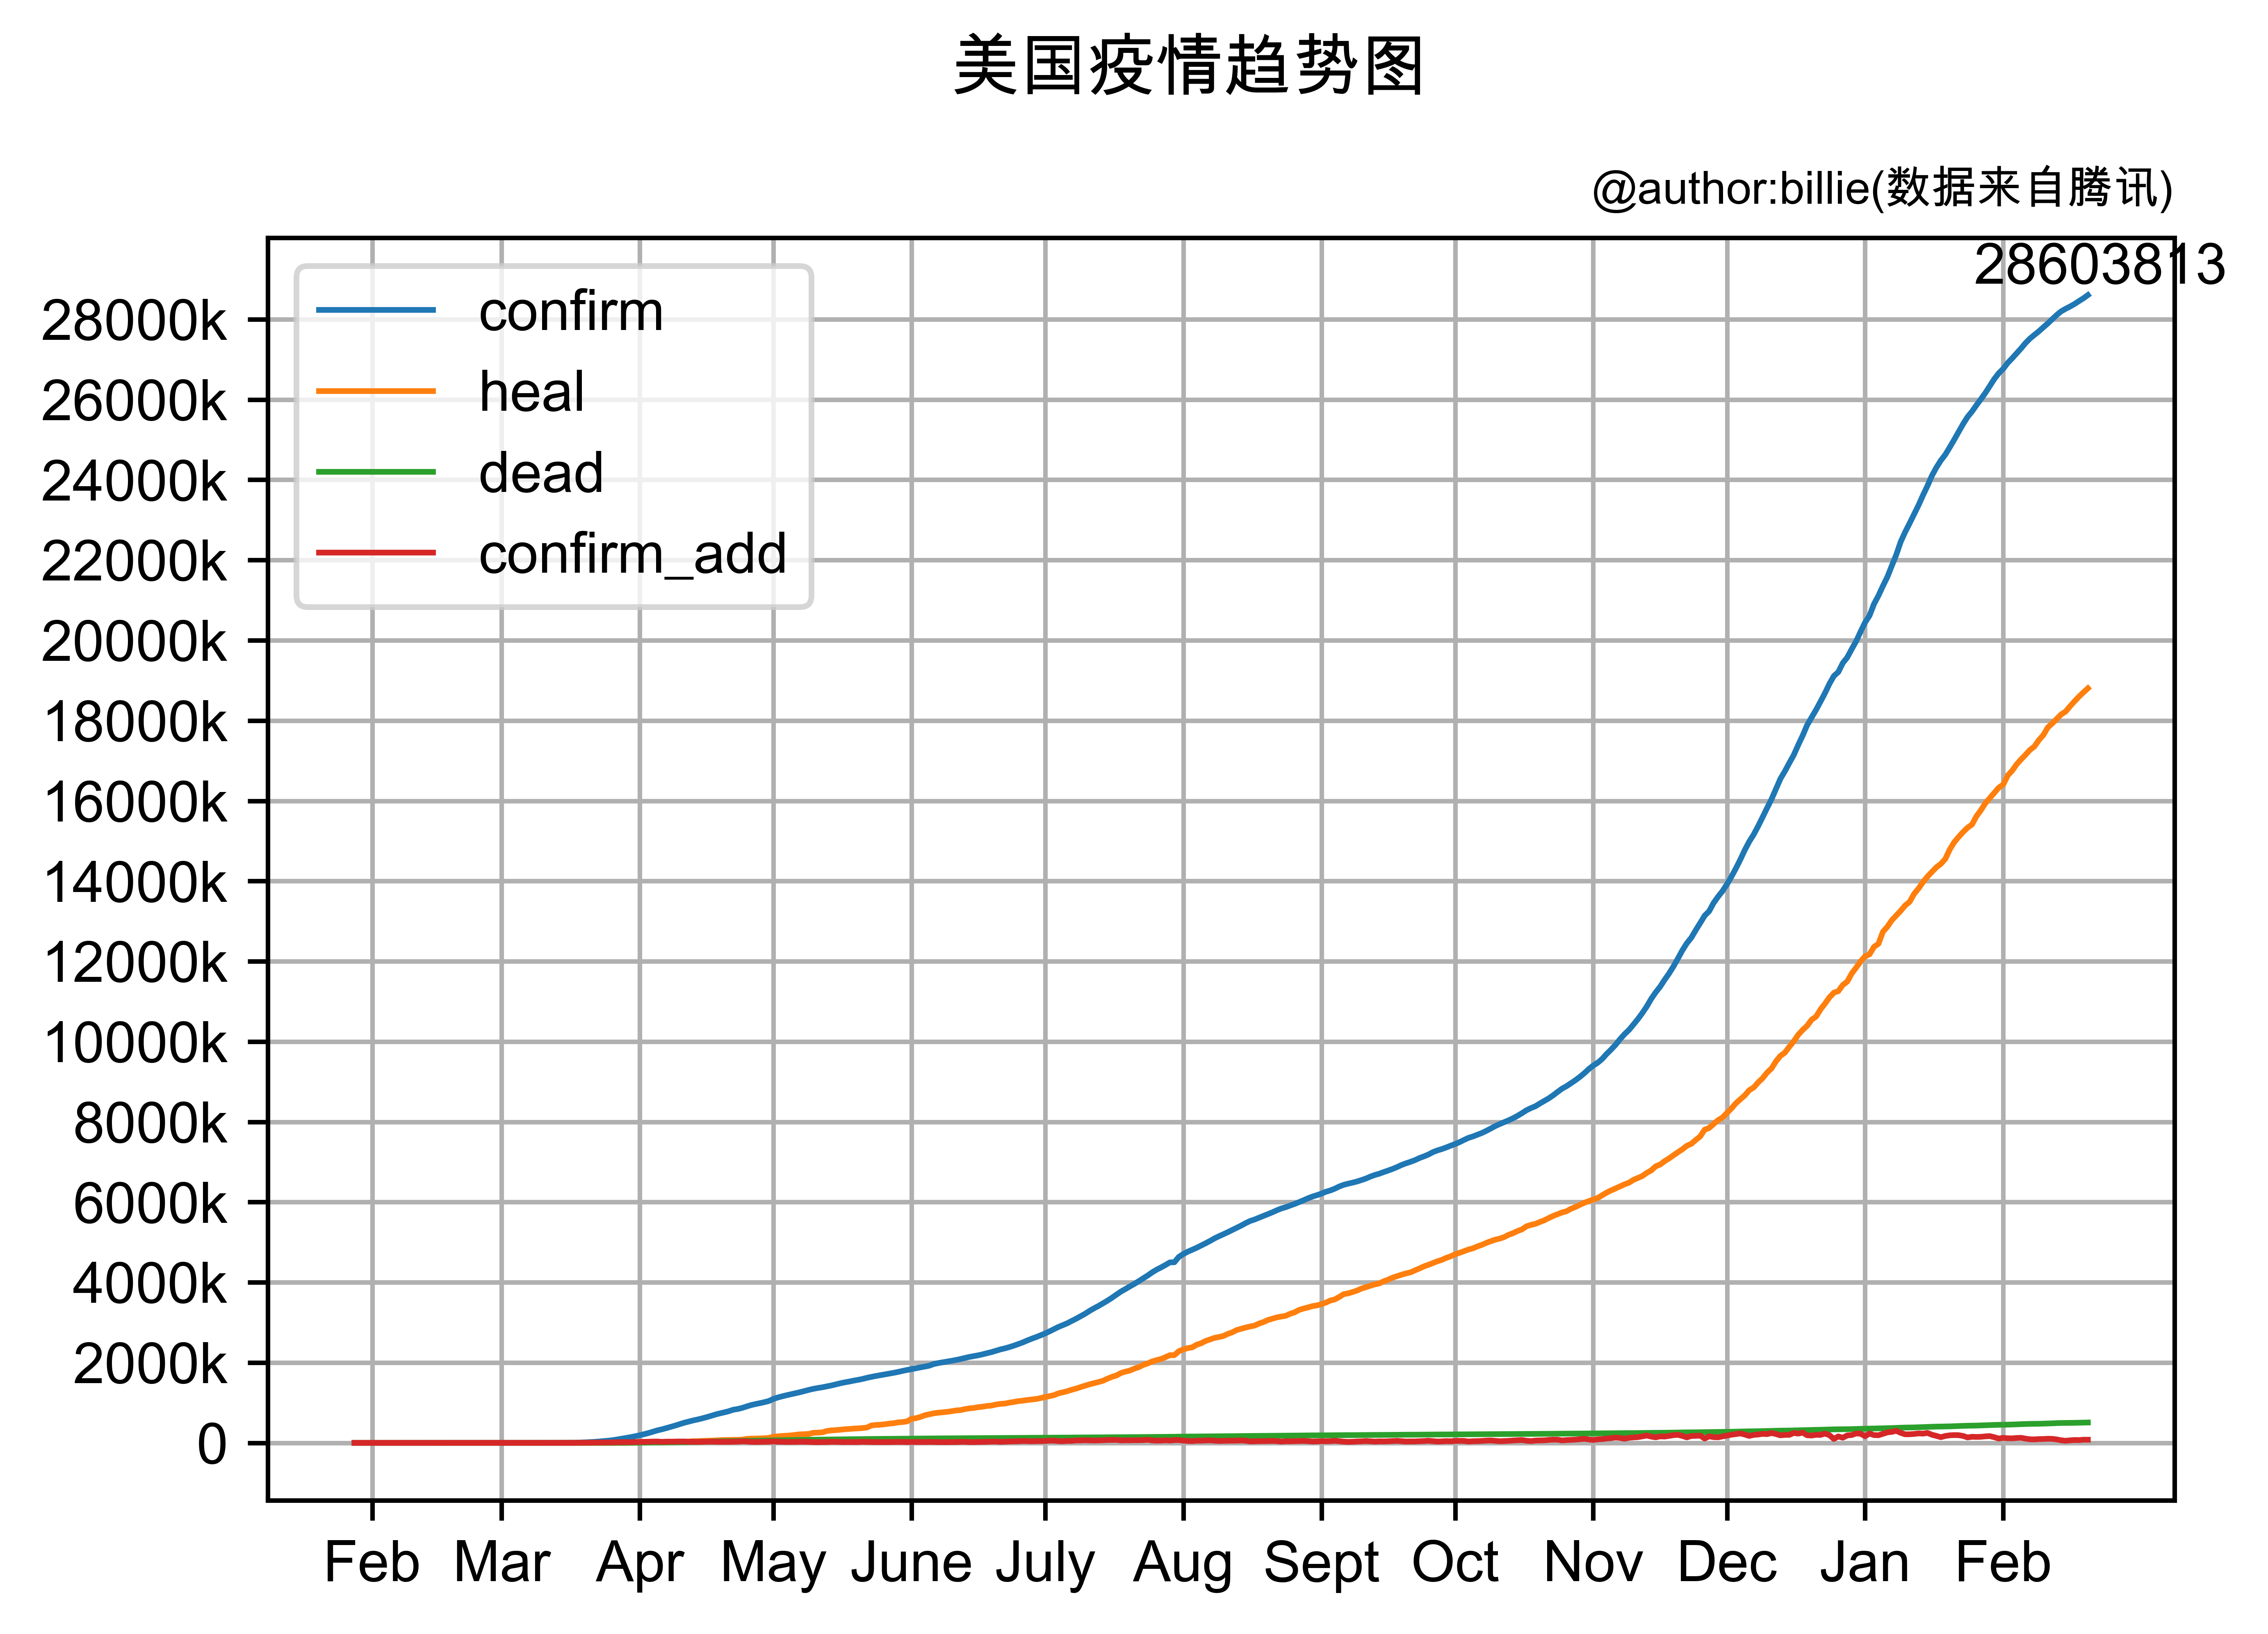 美国疫情趋势图
@author:billie(数据来自腾讯)
28603813
confirm
heal
dead
confirm_add
28000k
26000k
24000k
22000k
20000k
18000k
16000k
14000k
12000k
10000k
8000k
6000k
4000k
2000k
0
Feb Mar Apr May June July Aug Sept Oct Nov Dec Jan Feb